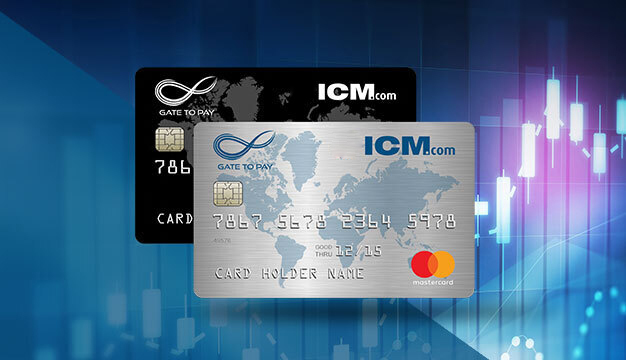 GATE TO PAY
ICM.com
786
CARD
GATE TO PAY
ICM.com
7867 5678 2364 5978
49576
GOOD
THRU 12 15
CARD HOLDER NAME
mastercard